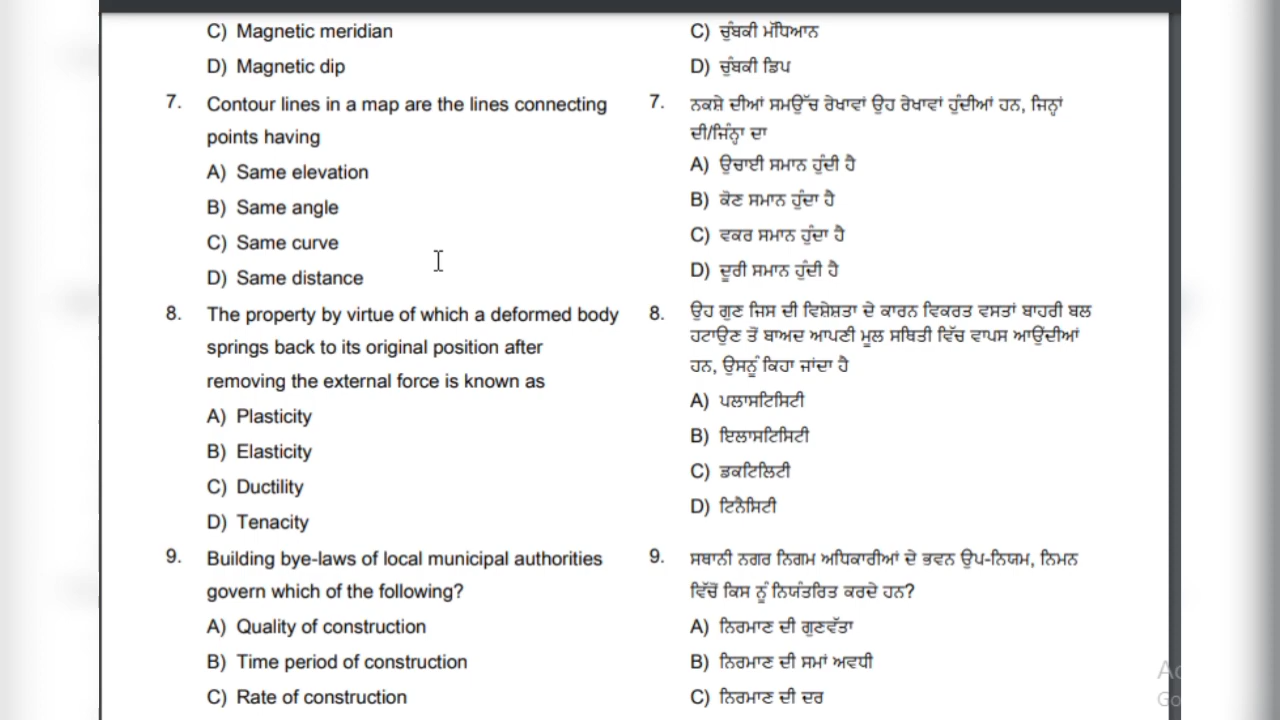 C) Magnetic meridian
D) Magnetic dip
7. Contour lines in a map are the lines connecting
points having
A) Same elevation
B) Same angle
C) Same curve
D) Same distance
8. The property by virtue of which a deformed body
springs back to its original position after
removing the external force is known as
A) Plasticity
B) Elasticity
C) Ductility
D) Tenacity
9. Building bye-laws of local municipal authorities
govern which of the following?
A) Quality of construction
B) Time period of construction
C) Rate of construction
C) ਚੁੰਬਕੀ ਮੱਧਿਆਨ
D) ਚੁੰਬਕੀ ਡਿਪ
7. ਨਕਸ਼ੇ ਦੀਆਂ ਸਮਉੱਚ ਰੇਖਾਵਾਂ ਉਹ ਰੇਖਾਵਾਂ ਹੁੰਦੀਆਂ ਹਨ, ਜਿਨ੍ਹਾਂ
ਦੀ/ਜਿੰਨ੍ਹਾ ਦਾ
A) ਉਚਾਈ ਸਮਾਨ ਹੁੰਦੀ ਹੈ
B) ਕੋਣ ਸਮਾਨ ਹੁੰਦਾ ਹੈ
C) ਵਕਰ ਸਮਾਨ ਹੁੰਦਾ ਹੈ
D) ਦੂਰੀ ਸਮਾਨ ਹੁੰਦੀ ਹੈ
8. ਉਹ ਗੁਣ ਜਿਸ ਦੀ ਵਿਸ਼ੇਸ਼ਤਾ ਦੇ ਕਾਰਨ ਵਿਕਰਤ ਵਸਤਾਂ ਬਾਹਰੀ ਬਲ
ਹਟਾਉਣ ਤੋਂ ਬਾਅਦ ਆਪਣੀ ਮੂਲ ਸਥਿਤੀ ਵਿੱਚ ਵਾਪਸ ਆਉਂਦੀਆਂ
ਹਨ, ਉਸਨੂੰ ਕਿਹਾ ਜਾਂਦਾ ਹੈ
A) ਪਲਾਸਟਿਸਿਟੀ
B) ਇਲਾਸਟਿਸਿਟੀ
C) ਡਕਟਿਲਿਟੀ
D) ਟਿਨੈਸਿਟੀ
9. ਸਥਾਨੀ ਨਗਰ ਨਿਗਮ ਅਧਿਕਾਰੀਆਂ ਦੇ ਭਵਨ ਉਪ-ਨਿਯਮ, ਨਿਮਨ
ਵਿੱਚੋਂ ਕਿਸ ਨੂੰ ਨਿਯੰਤਰਿਤ ਕਰਦੇ ਹਨ?
A) ਨਿਰਮਾਣ ਦੀ ਗੁਣਵੱਤਾ
B) ਨਿਰਮਾਣ ਦੀ ਸਮਾਂ ਅਵਧੀ
C) ਨਿਰਮਾਣ ਦੀ ਦਰ